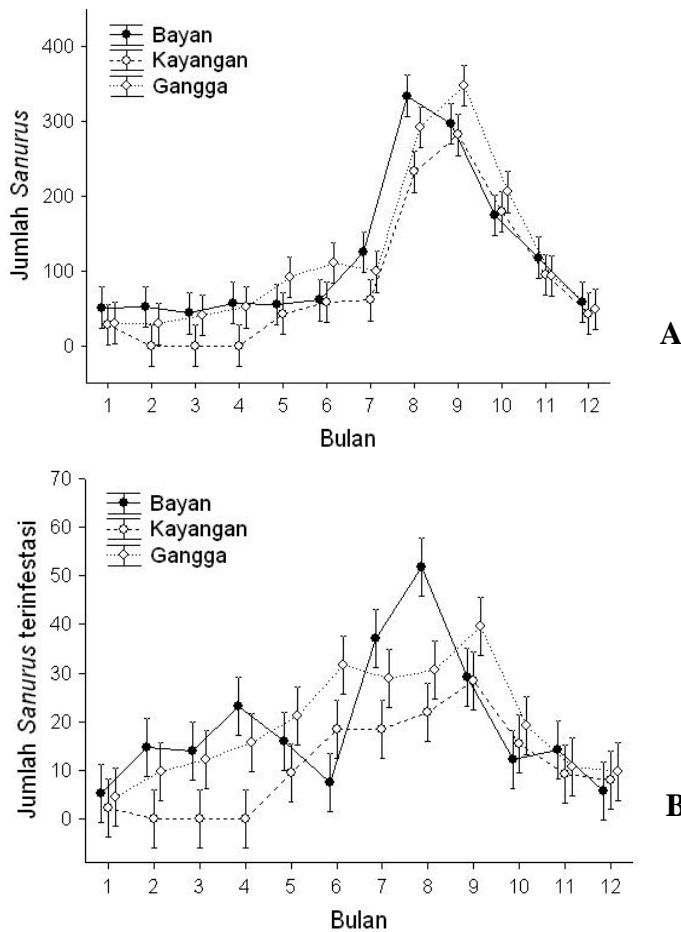 Bayan
Kayangan
Gangga
400
300
200
100
0
Jumlah Sanurus
1 2 3 4 5 6 7 8 9 10 11 12
Bulan
A
Bayan
Kayangan
Gangga
70
60
50
40
30
20
10
0
Jumlah Sanurus terinfestasi
1 2 3 4 5 6 7 8 9 10 11 12
Bulan
B